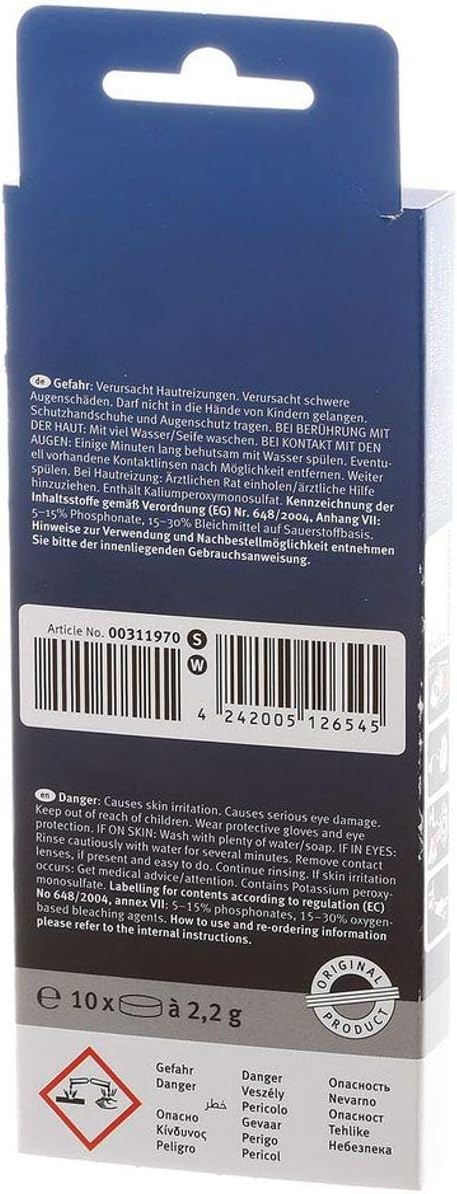 de Gefahr: Verursacht Hautreizungen. Verursacht schwere
Augenschäden. Darf nicht in die Hände von Kindern gelangen.
Schutzhandschuhe und Augenschutz tragen. BEI BERÜHRUNG MIT
DER HAUT: Mit viel Wasser/Seife waschen. BEI KONTAKT MIT DEN
AUGEN: Einige Minuten lang behutsam mit Wasser spülen. Eventu-
ell vorhandene Kontaktlinsen nach Möglichkeit entfernen. Weiter
spülen. Bei Hautreizung: Ärztlichen Rat einholen/ärztliche Hilfe
hinzuziehen. Enthält Kaliumperoxymonosulfat. Kennzeichnung der
Inhaltsstoffe gemäß Verordnung (EG) Nr. 648/2004, Anhang VII:
5–15% Phosphonate, 15–30% Bleichmittel auf Sauerstoffbasis.
Hinweise zur Verwendung und Nachbestellmöglichkeit entnehmen
Sie bitte der innenliegenden Gebrauchsanweisung.
Article No. 00311970 S
W
4 242005 126545
en Danger: Causes skin irritation. Causes serious eye damage.
Keep out of reach of children. Wear protective gloves and eye
protection. IF ON SKIN: Wash with plenty of water/soap. IF IN EYES:
Rinse cautiously with water for several minutes. Remove contact
lenses, if present and easy to do. Continue rinsing. If skin irritation
occurs: Get medical advice/attention. Contains Potassium peroxy-
monosulfate. Labelling for contents according to regulation (EC)
No 648/2004, annex VII: 5–15% phosphonates, 15–30% oxygen-
based bleaching agents. How to use and re-ordering information
please refer to the internal instructions.
℮ 10 x à 2,2 g
ORIGINAL
PRODUCT
Gefahr
Danger
Опасно خطر
Κίνδυνος
Peligro
Danger
Veszély
Pericolo
Gevaar
Perigo
Pericol
Опасность
Nevarno
Опасност
Tehlike
Небезпека